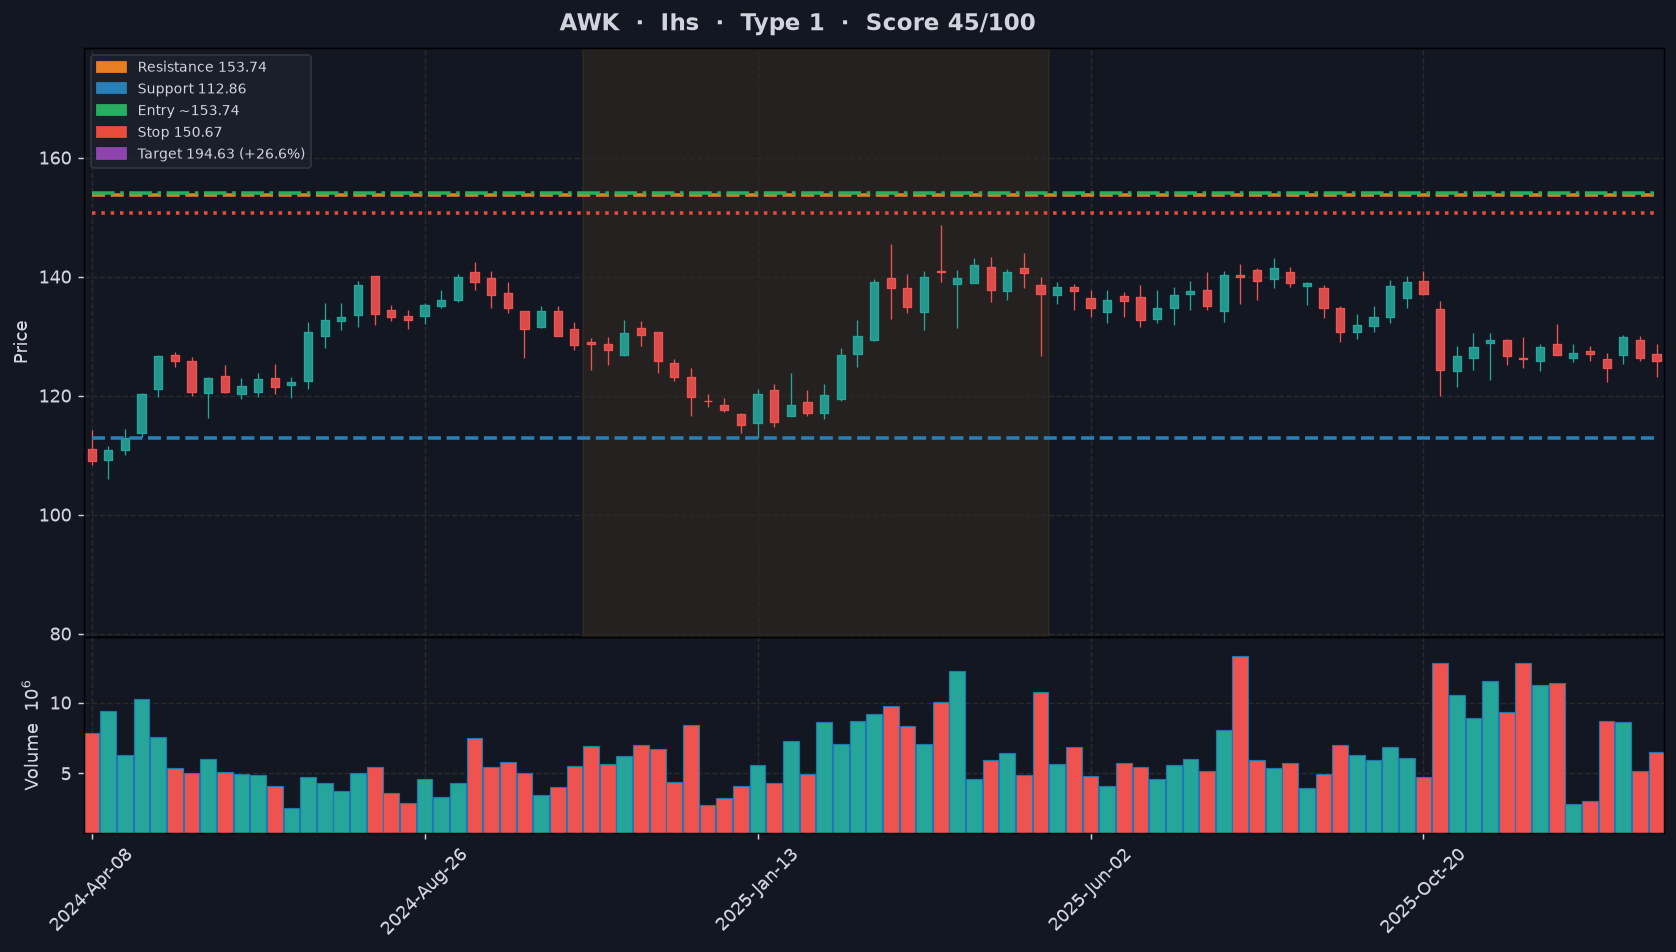 AWK · Ihs · Type 1 · Score 45/100
Resistance 153.74
Support 112.86
Entry ~153.74
Stop 150.67
Target 194.63 (+26.6%)
Price
160
140
120
100
80
Volume 10⁶
10
5
2024-Apr-08
2024-Aug-26
2025-Jan-13
2025-Jun-02
2025-Oct-20